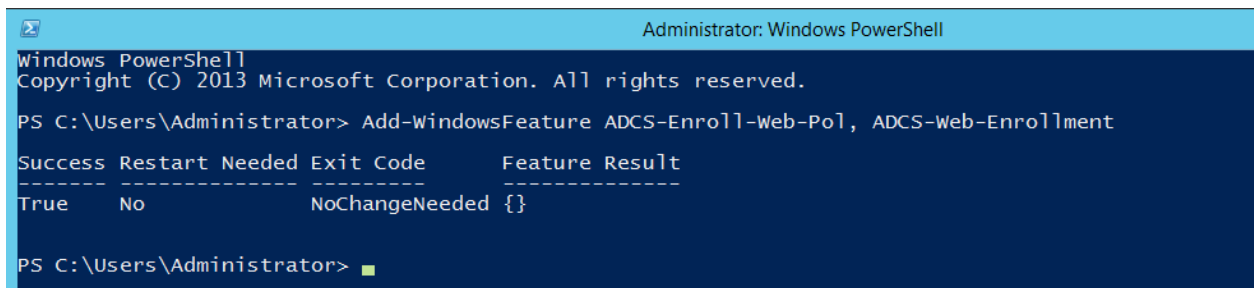 Administrator: Windows PowerShell
Windows PowerShell
Copyright (C) 2013 Microsoft Corporation. All rights reserved.
PS C:\Users\Administrator> Add-WindowsFeature ADCS-Enroll-Web-Pol, ADCS-Web-Enrollment
Success Restart Needed Exit Code      Feature Result
------- -------------- ---------      --------------
True    No             NoChangeNeeded {}
PS C:\Users\Administrator>